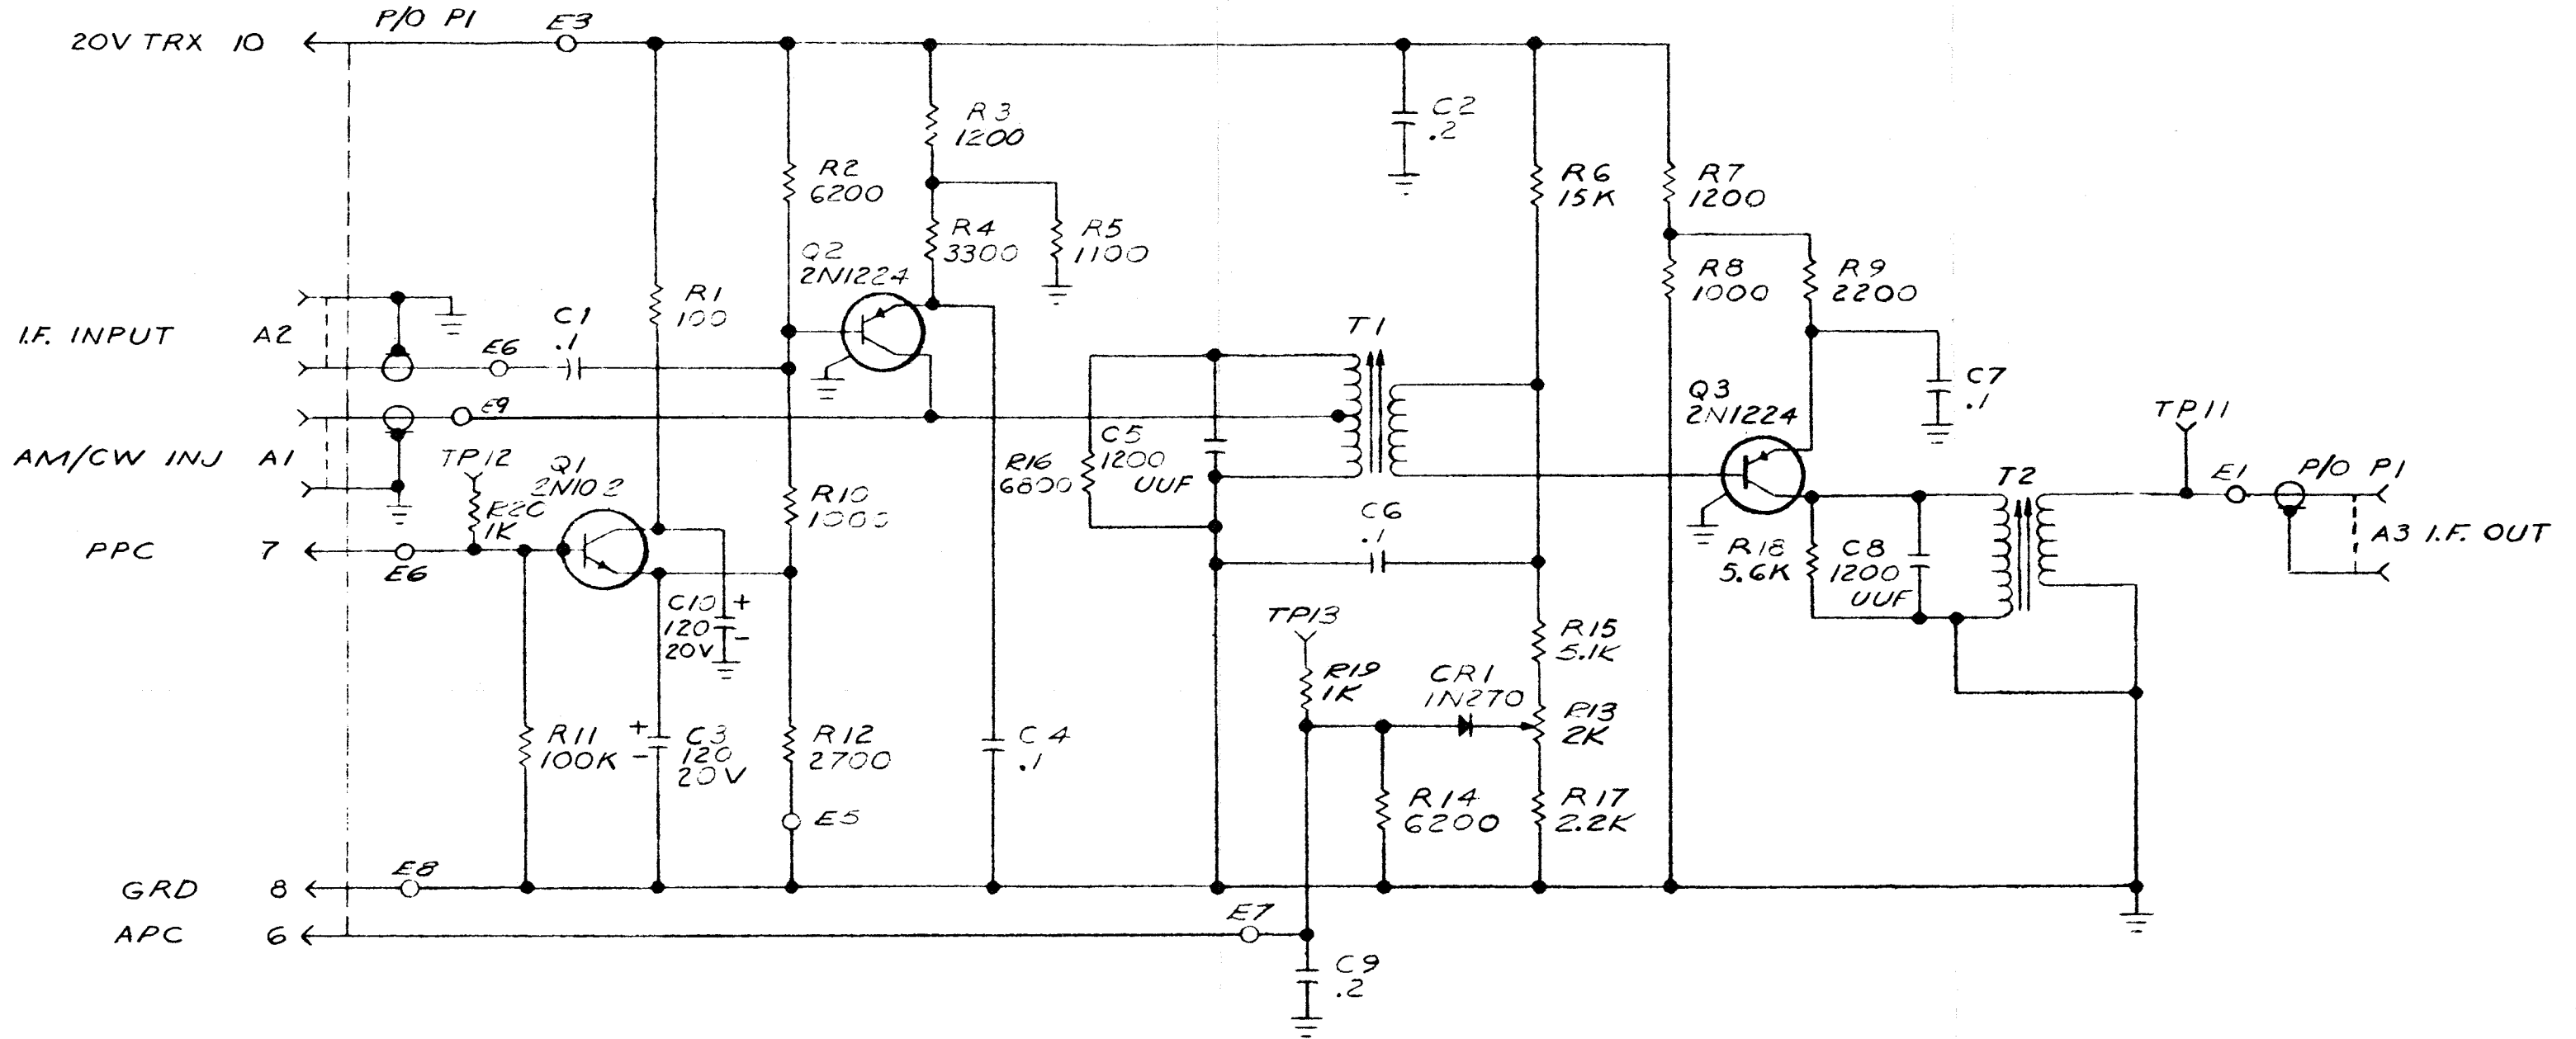 P/O P1
E3
20V TRX 10
R3
1200
C2
.2
R2
6200
R6
15K
R7
1200
R4
3300
R5
1100
Q2
2N1224
R8
1000
R9
2200
R1
100
I.F. INPUT A2
C1
.1
E6
T1
C7
.1
Q3
2N1224
E9
TP11
AM/CW INJ A1
TP12
Q1
R16
6800
C5
1200
UUF
E1
P/O P1
T2
R20
1K
R10
1000
C6
.1
A3 I.F. OUT
PPC 7
E6
R18
5.6K
C8
1200
UUF
C10
120
20V
+
-
TP13
R15
5.1K
R19
1K
CR1
1N270
R13
2K
R11
100K
+
-
C3
120
20V
R12
2700
C4
.1
R14
6200
R17
2.2K
E5
GRD 8
E8
E7
APC 6
C9
.2